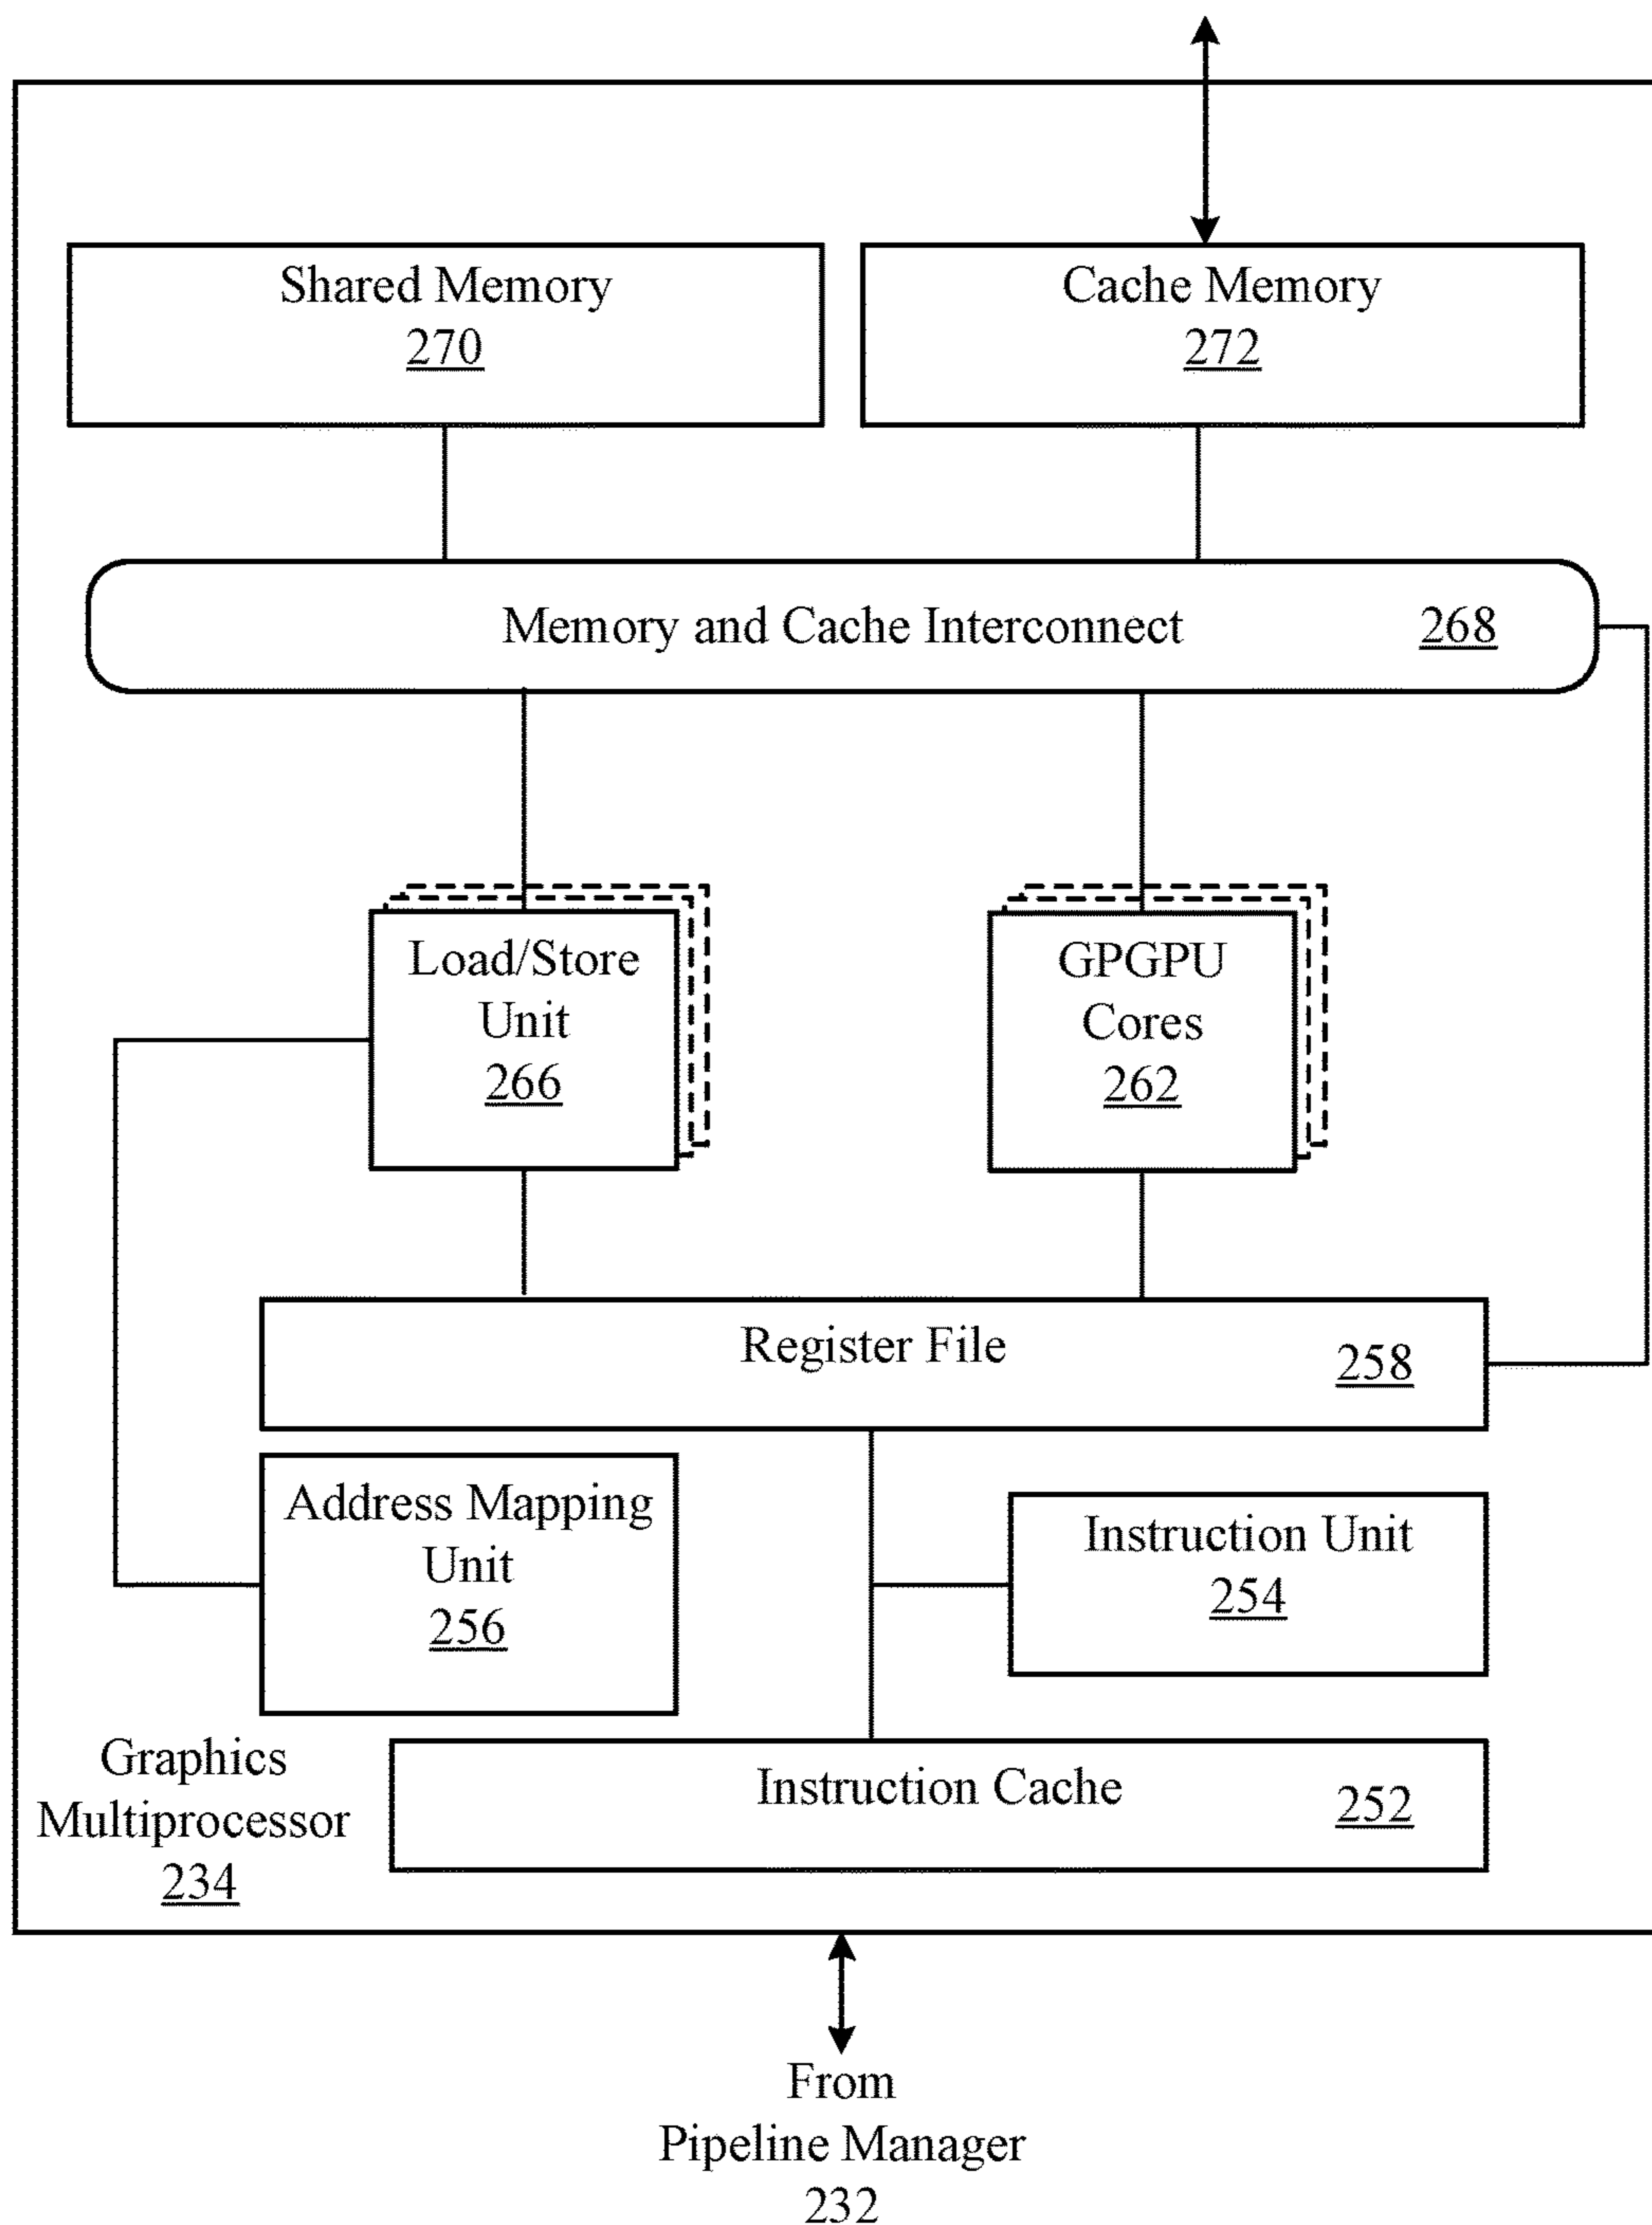 Shared Memory
270
Cache Memory
272
Memory and Cache Interconnect 268
Load/Store
Unit
266
GPGPU
Cores
262
Register File 258
Address Mapping
Unit
256
Instruction Unit
254
Graphics
Multiprocessor
234
Instruction Cache 252
From
Pipeline Manager
232